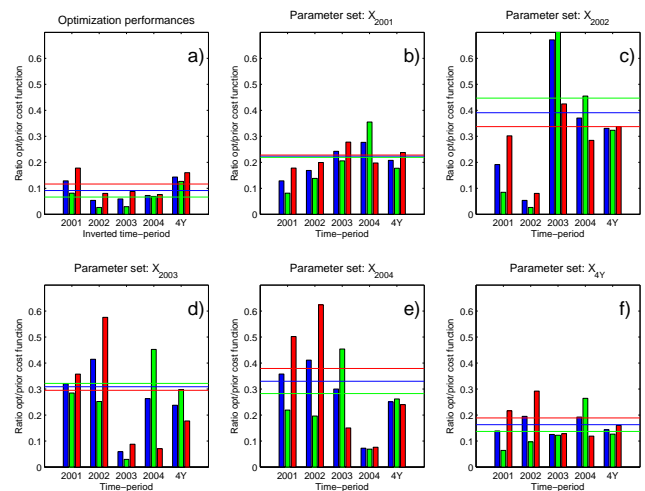 Optimization performances
Ratio opt/prior cost function
0.6
0.5
0.4
0.3
0.2
0.1
0
a)
2001 2002 2003 2004 4Y
Inverted time−period
Parameter set: X2001
Ratio opt/prior cost function
0.6
0.5
0.4
0.3
0.2
0.1
0
b)
2001 2002 2003 2004 4Y
Time−period
Parameter set: X2002
Ratio opt/prior cost function
0.6
0.5
0.4
0.3
0.2
0.1
0
c)
2001 2002 2003 2004 4Y
Time−period
Parameter set: X2003
Ratio opt/prior cost function
0.6
0.5
0.4
0.3
0.2
0.1
0
d)
2001 2002 2003 2004 4Y
Time−period
Parameter set: X2004
Ratio opt/prior cost function
0.6
0.5
0.4
0.3
0.2
0.1
0
e)
2001 2002 2003 2004 4Y
Time−period
Parameter set: X4Y
Ratio opt/prior cost function
0.6
0.5
0.4
0.3
0.2
0.1
0
f)
2001 2002 2003 2004 4Y
Time−period